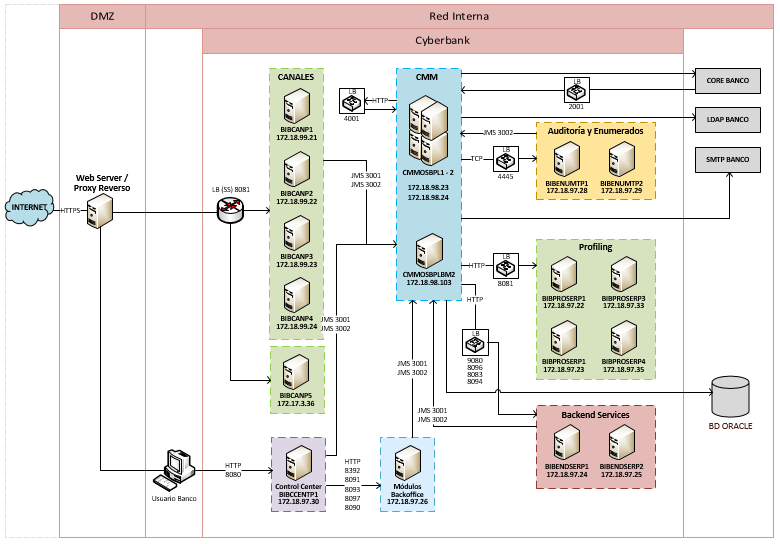 DMZ
Red Interna
Cyberbank
CANALES
BIBCANP1
172.18.99.21
BIBCANP2
172.18.99.22
BIBCANP3
172.18.99.23
BIBCANP4
172.18.99.24
BIBCANP5
172.17.3.36
LB
HTTP
4001
CMM
CMMOSBPL1 - 2
172.18.98.23
172.18.98.24
CMMOSBPLBM2
172.18.98.103
LB
2001
CORE BANCO
LDAP BANCO
SMTP BANCO
JMS 3002
TCP
LB
4445
Auditoría y Enumerados
BIBENUMTP1
172.18.97.28
BIBENUMTP2
172.18.97.29
Web Server /
Proxy Reverso
INTERNET
HTTPS
LB (SS) 8081
JMS 3001
JMS 3002
JMS 3001
JMS 3002
HTTP
LB
8081
Profiling
BIBPROSERP1
172.18.97.22
BIBPROSERP3
172.18.97.33
BIBPROSERP1
172.18.97.23
BIBPROSERP4
172.18.97.35
HTTP
LB
9080
8096
8083
8094
JMS 3001
JMS 3002
JMS 3001
JMS 3002
BD ORACLE
Backend Services
BIBENDSERP1
172.18.97.24
BIBENDSERP2
172.18.97.25
Usuario Banco
HTTP
8080
Control Center
BIBCCENTP1
172.18.97.30
HTTP
8392
8091
8093
8097
8090
Módulos
Backoffice
172.18.97.26